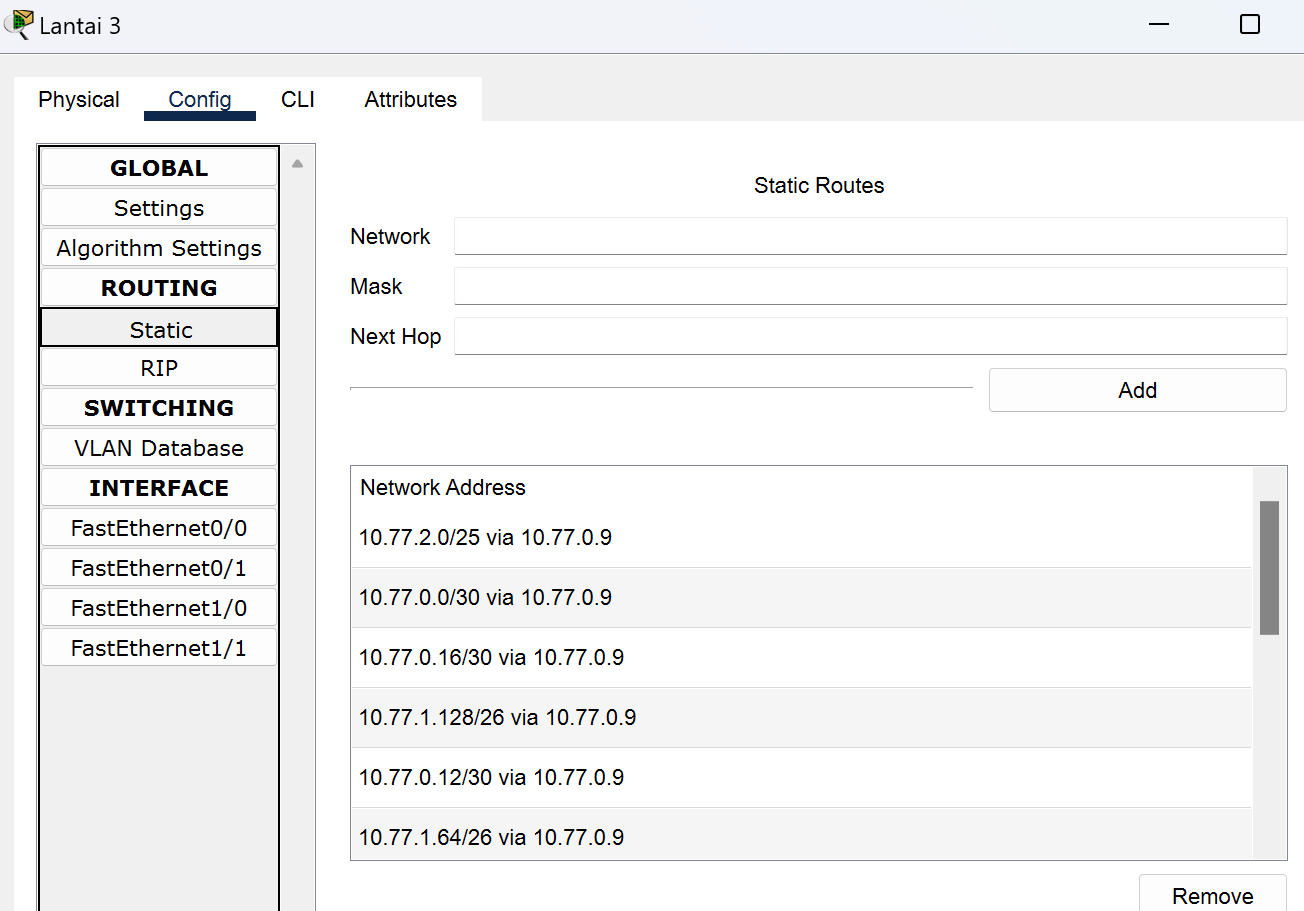 Lantai 3
Physical Config CLI Attributes
GLOBAL
Settings
Algorithm Settings
ROUTING
Static
RIP
SWITCHING
VLAN Database
INTERFACE
FastEthernet0/0
FastEthernet0/1
FastEthernet1/0
FastEthernet1/1
Static Routes
Network
Mask
Next Hop
Add
Network Address
10.77.2.0/25 via 10.77.0.9
10.77.0.0/30 via 10.77.0.9
10.77.0.16/30 via 10.77.0.9
10.77.1.128/26 via 10.77.0.9
10.77.0.12/30 via 10.77.0.9
10.77.1.64/26 via 10.77.0.9
Remove